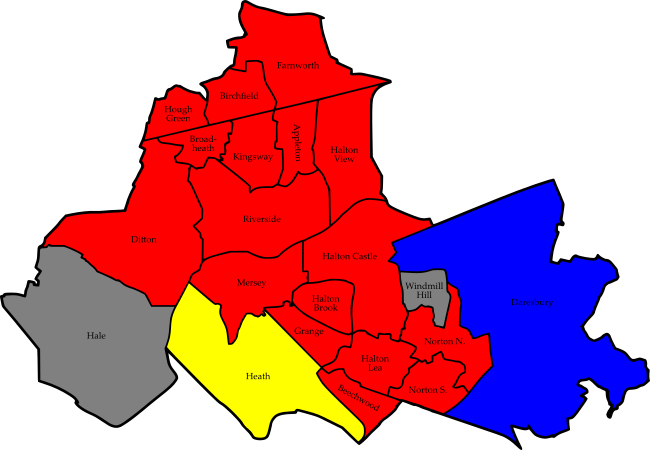 Farnworth
Birchfield
Hough
Green
Broad-
heath
Kingsway
Appleton
Halton
View
Riverside
Ditton
Halton Castle
Mersey
Windmill
Hill
Daresbury
Halton
Brook
Grange
Hale
Norton N.
Halton
Lea
Heath
Norton S.
Beechwood